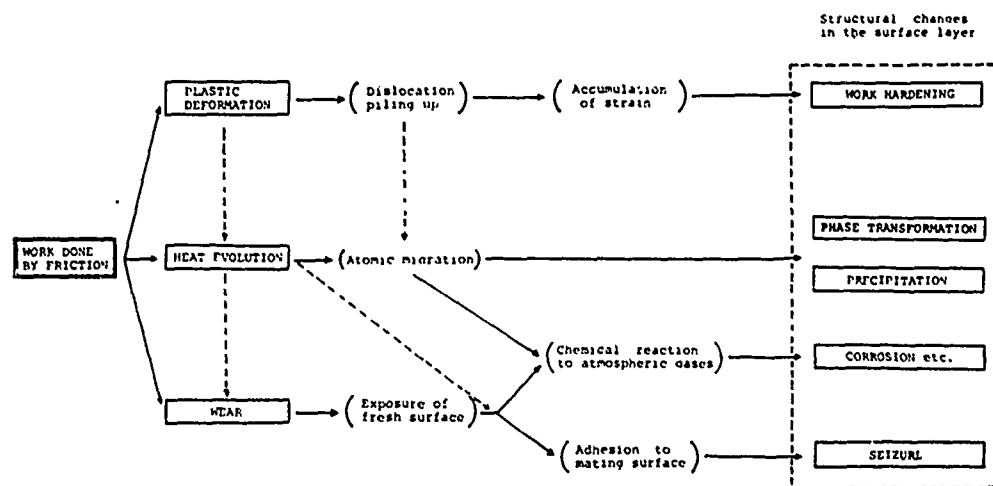 Structural changes
in the surface layer
PLASTIC
DEFORMATION
(Dislocation
piling up)
(Accumulation
of strain)
WORK HARDENING
WORK DONE
BY FRICTION
HEAT EVOLUTION
(Atomic migration)
PHASE TRANSFORMATION
PRECIPITATION
(Chemical reaction
to atmospheric gases)
CORROSION etc.
WEAR
(Exposure of
fresh surface)
(Adhesion to
mating surface)
SEIZURE